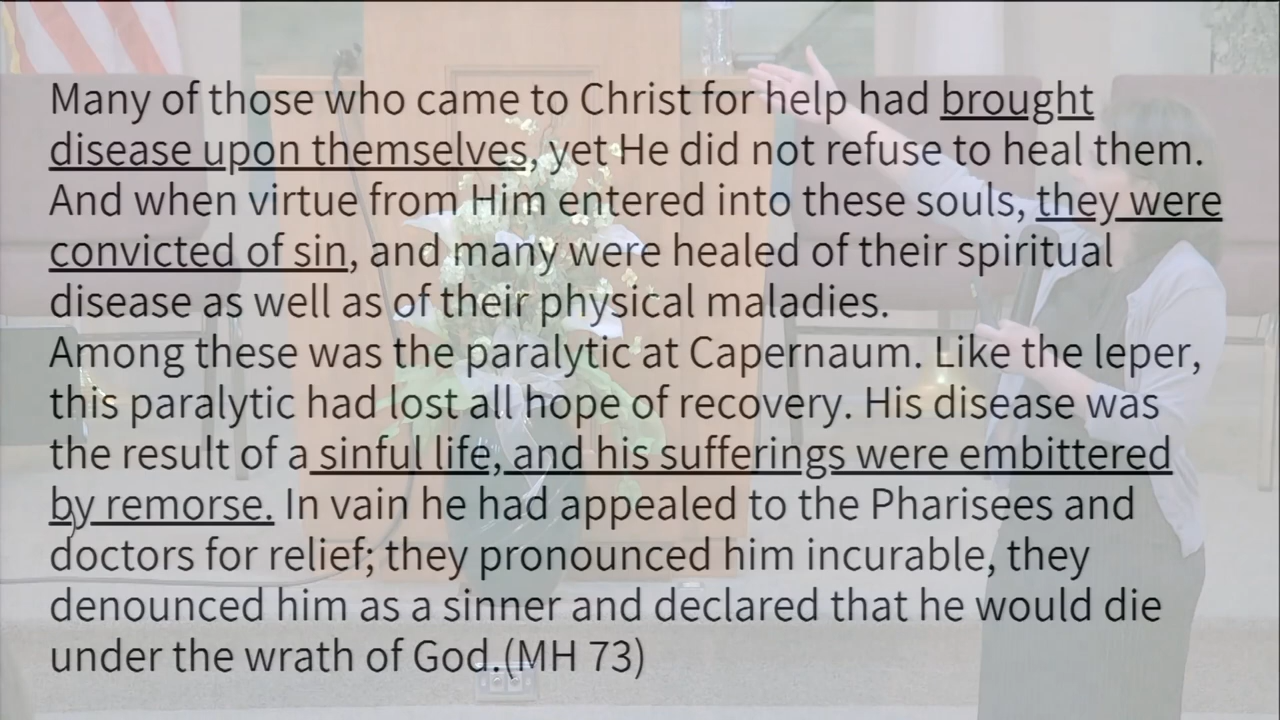 Many of those who came to Christ for help had brought
disease upon themselves, yet He did not refuse to heal them.
And when virtue from Him entered into these souls, they were
convicted of sin, and many were healed of their spiritual
disease as well as of their physical maladies.
Among these was the paralytic at Capernaum. Like the leper,
this paralytic had lost all hope of recovery. His disease was
the result of a sinful life, and his sufferings were embittered
by remorse. In vain he had appealed to the Pharisees and
doctors for relief; they pronounced him incurable, they
denounced him as a sinner and declared that he would die
under the wrath of God.(MH 73)